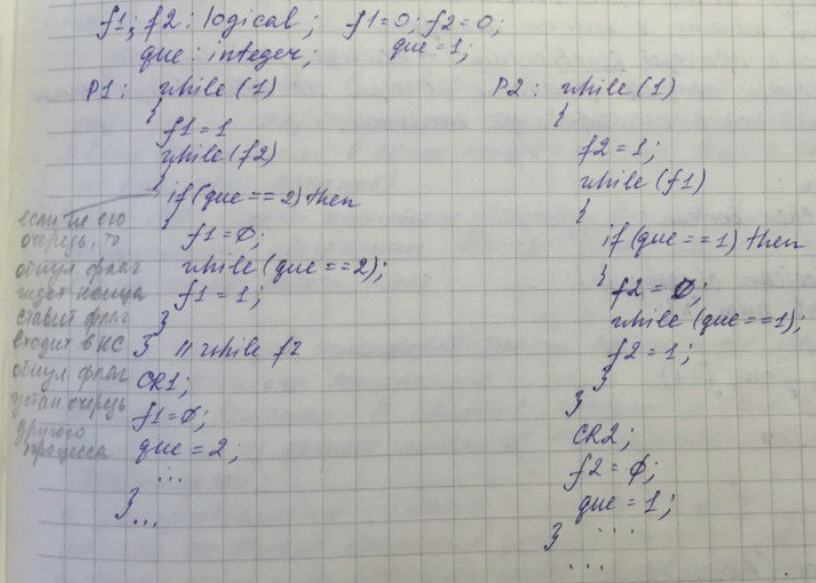 f1; f2 : logical; f1=0; f2=0;
que : integer; que=1;
P1 : while(1)
{
f1=1
while(f2)
{
if(que==2)then
{
f1=0;
while(que==2);
f1=1;
}
} // while f2
CR1;
f1=0;
que=2;
...
}...
если не его
очередь, то
обнул флаг
ждет конца
ставит флаг
входит в КС
обнул. флаг
устан очередь
другого
процесса
P2 : while(1)
{
f2=1;
while(f1)
{
if(que==1)then
{
f2=0;
while(que==1);
f2=1;
}
}
CR2;
f2=0;
que=1;
} ...
...